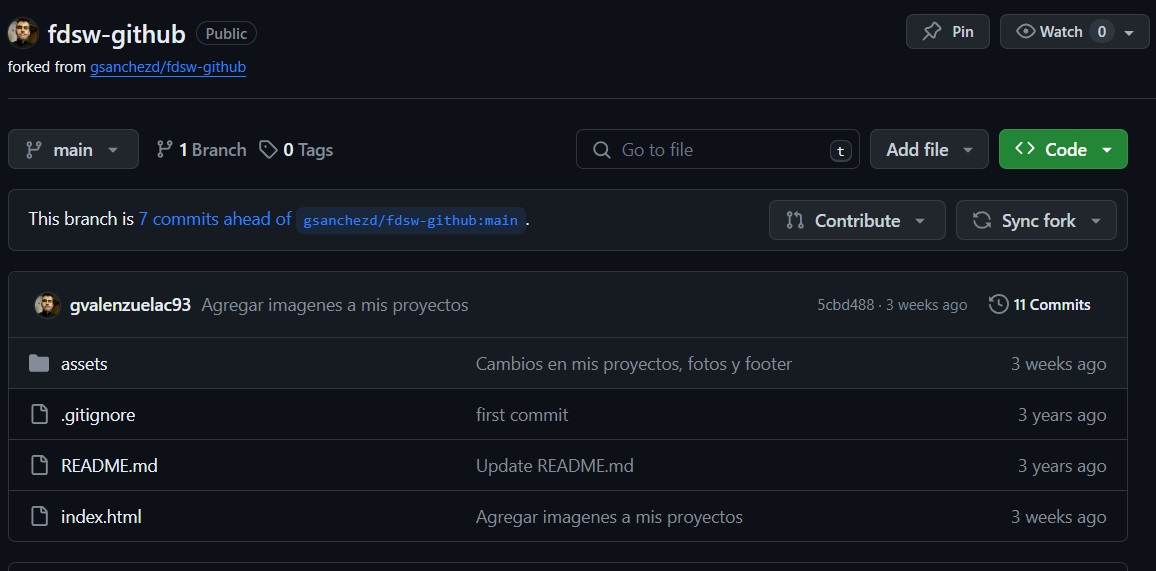 fdsw-github Public Pin Watch 0
forked from gsanchezd/fdsw-github
main 1 Branch 0 Tags Go to file t Add file Code
This branch is 7 commits ahead of gsanchezd/fdsw-github:main. Contribute Sync fork
gvalenzuelac93 Agregar imagenes a mis proyectos 5cbd488 · 3 weeks ago 11 Commits
assets Cambios en mis proyectos, fotos y footer 3 weeks ago
.gitignore first commit 3 years ago
README.md Update README.md 3 years ago
index.html Agregar imagenes a mis proyectos 3 weeks ago